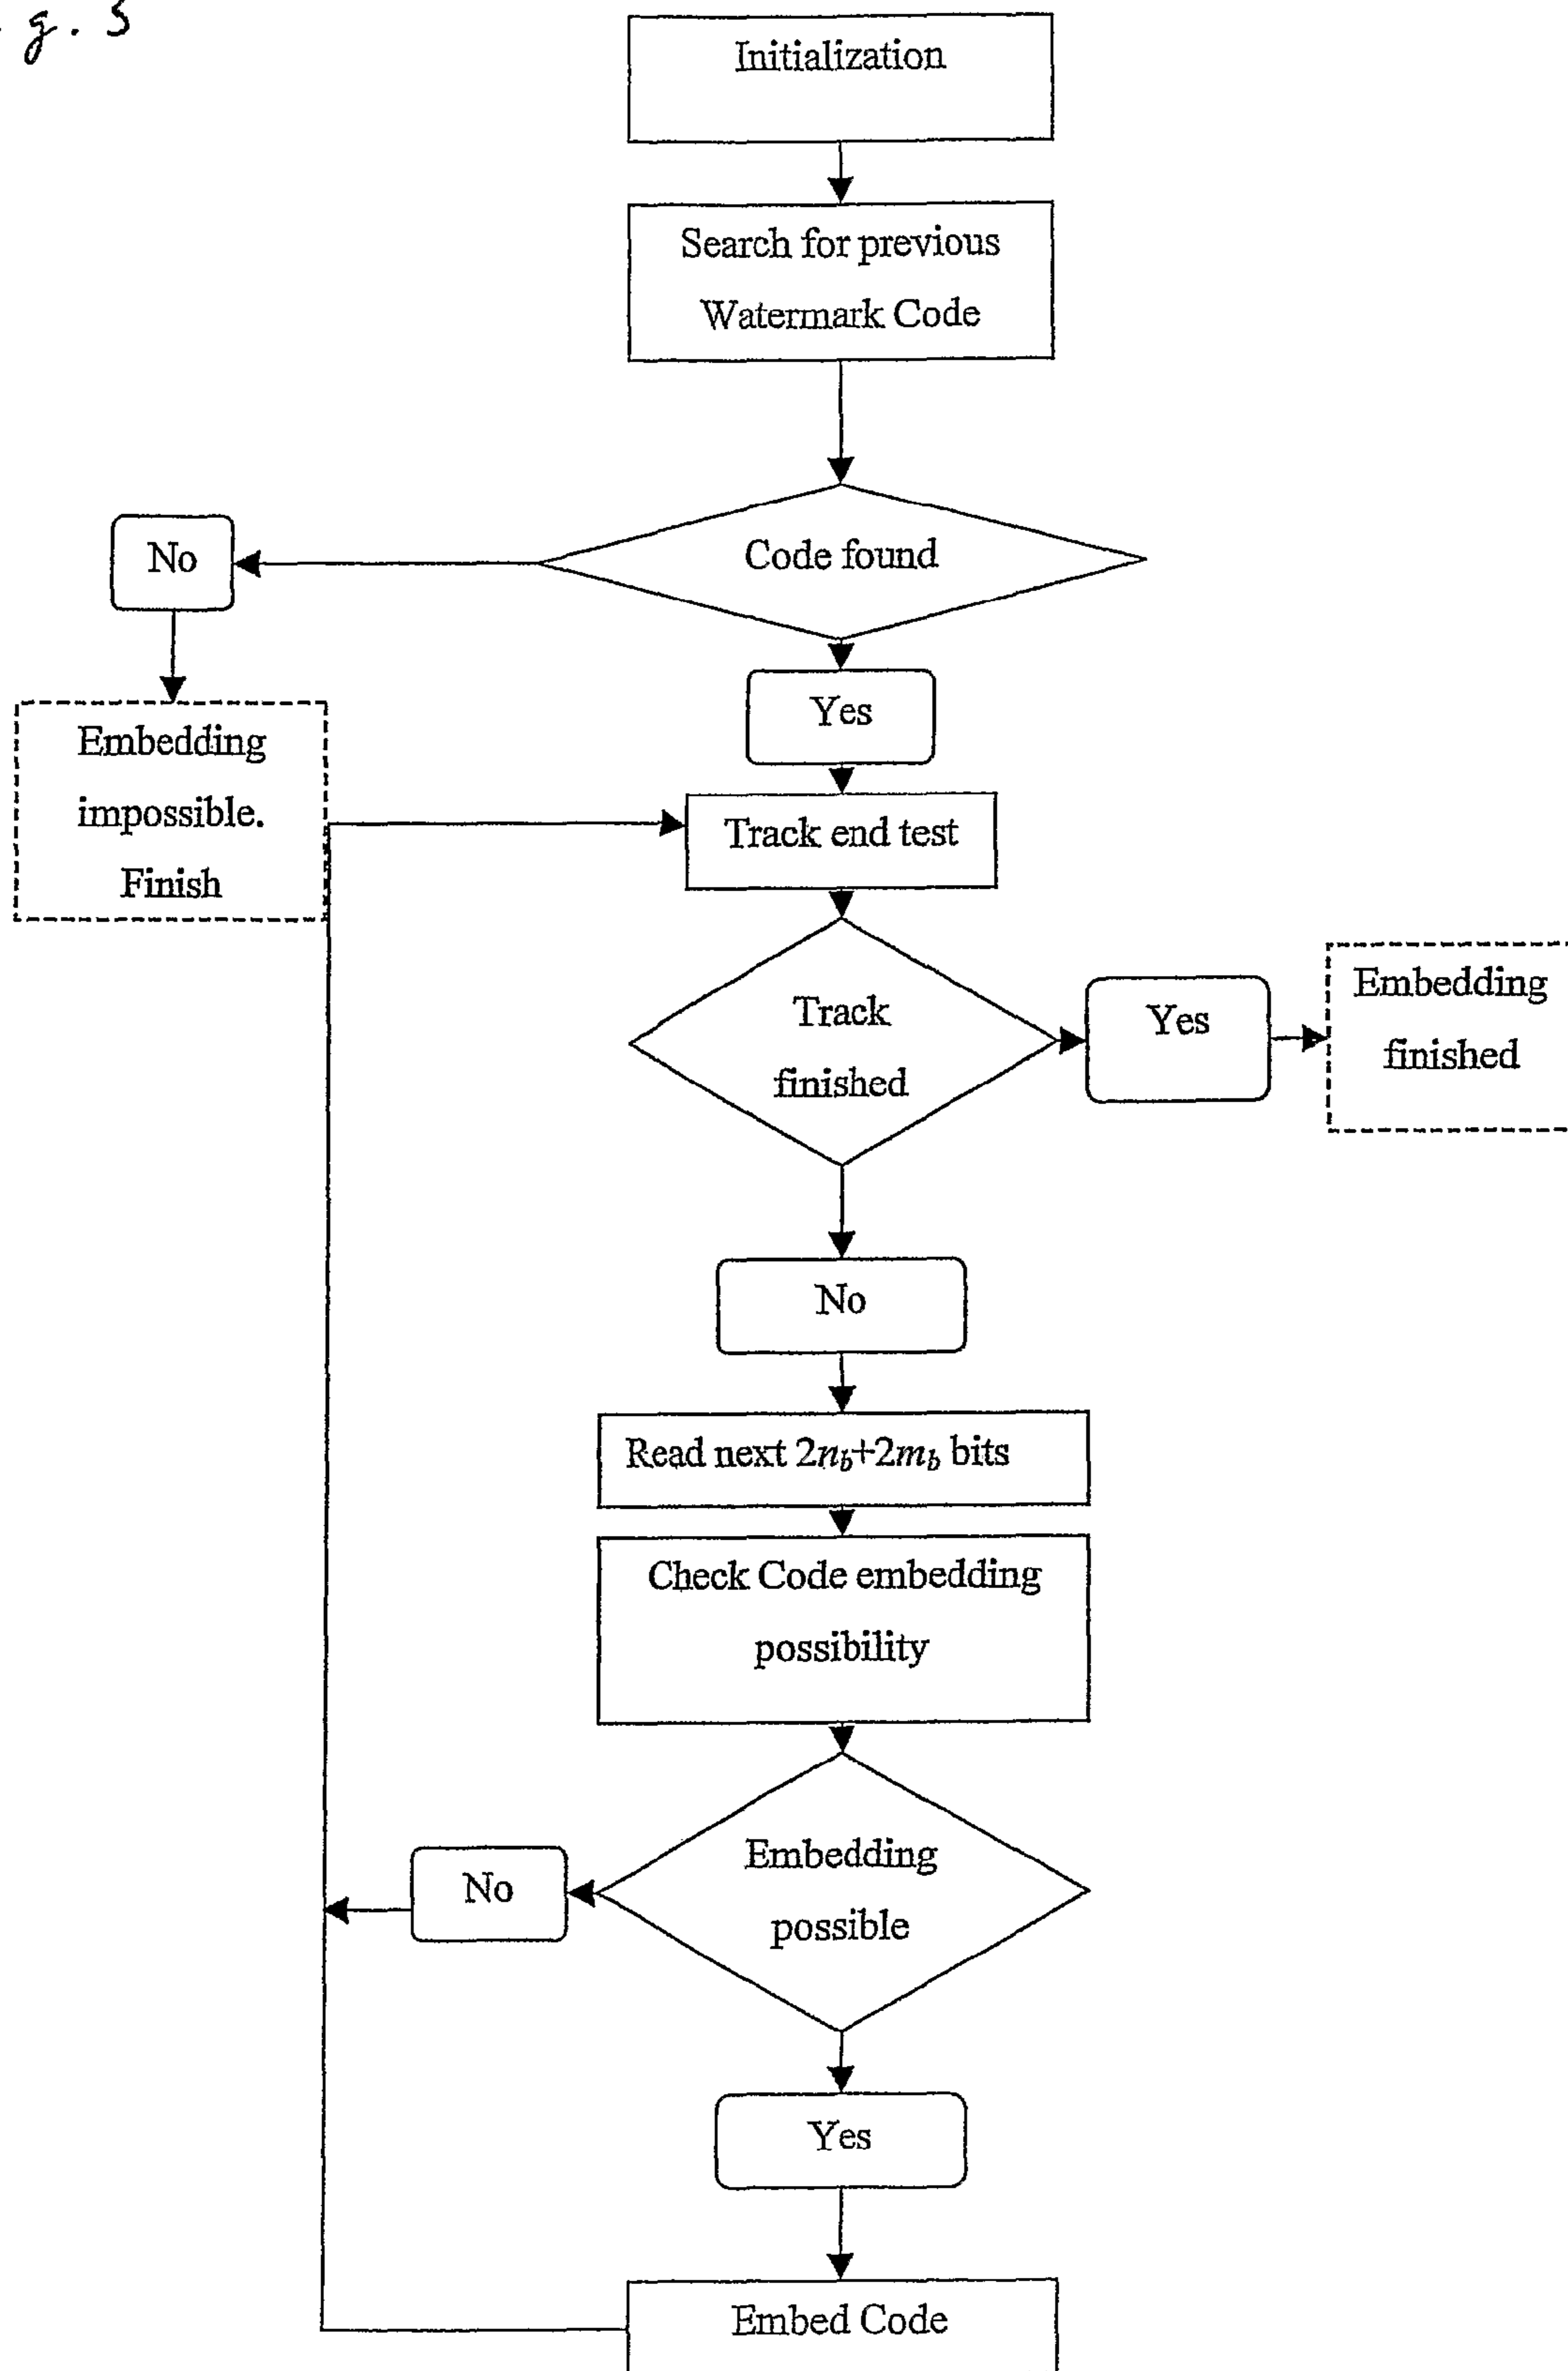 g. 5
Initialization
Search for previous
Watermark Code
Code found
No
Yes
Embedding
impossible.
Finish
Track end test
Track
finished
Yes
Embedding
finished
No
Read next 2n_b+2m_b bits
Check Code embedding
possibility
Embedding
possible
No
Yes
Embed Code